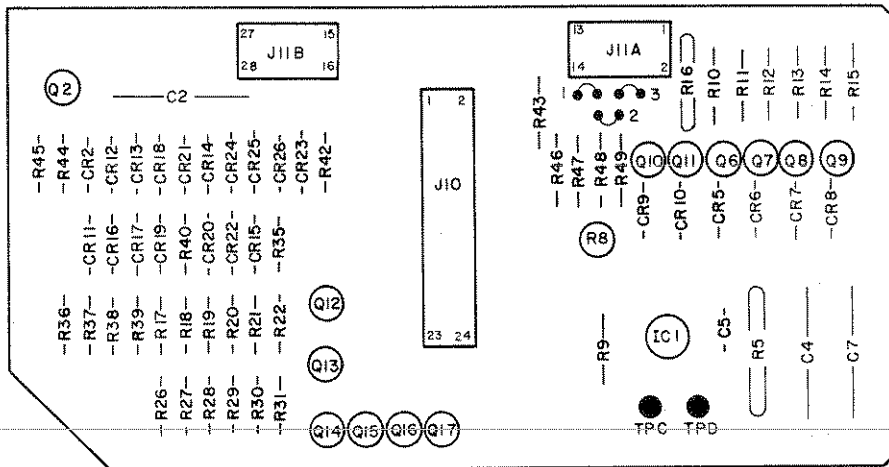 27 15
J11B
28 16
13 1
J11A
14 2
Q2
C2
1 3
2
R43
R16
R10
R11
R12
R13
R14
R15
1 2
J10
23 24
R45
R44
CR2
CR12
CR13
CR18
CR21
CR14
CR24
CR25
CR26
CR23
R42
R46
R47
R48
R49
Q10
Q11
Q6
Q7
Q8
Q9
CR9
CR10
CR5
CR6
CR7
CR8
CR11
CR16
CR17
CR19
R40
CR20
CR22
CR15
R35
R8
Q12
R36
R37
R38
R39
R17
R18
R19
R20
R21
R22
R9
IC1
C5
R5
C4
C7
Q13
R26
R27
R28
R29
R30
R31
Q14
Q15
Q16
Q17
TPC
TPD